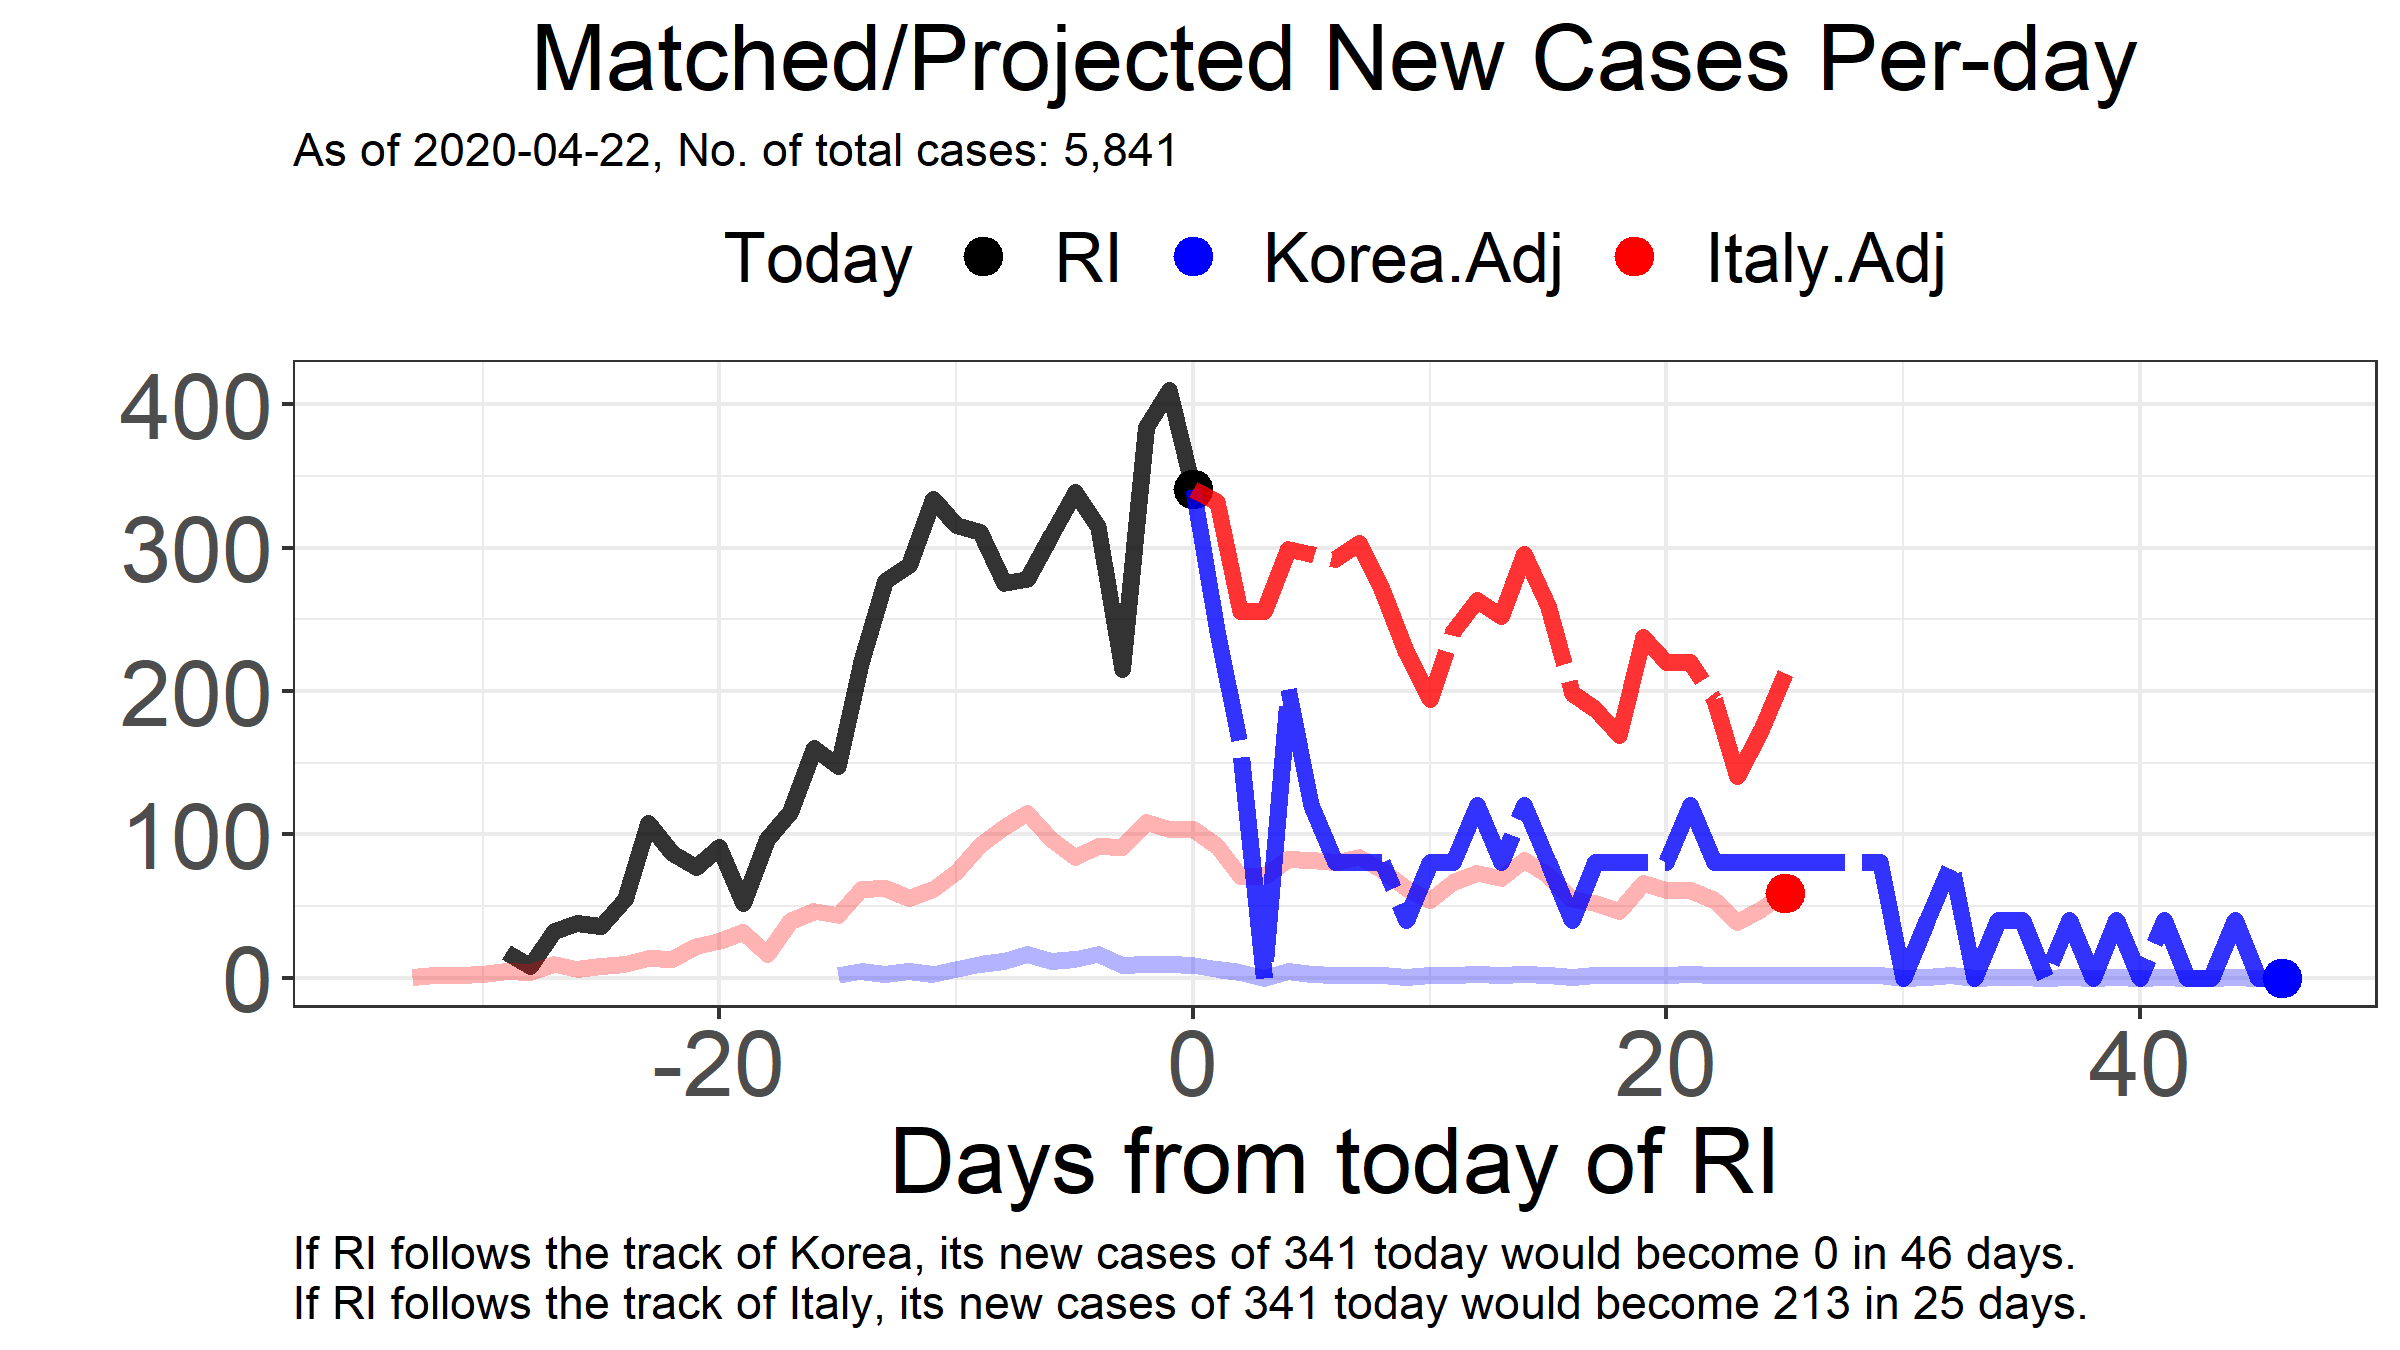 Matched/Projected New Cases Per-day
As of 2020-04-22, No. of total cases: 5,841
Today RI Korea.Adj Italy.Adj
400
300
200
100
0
-20 0 20 40
Days from today of RI
If RI follows the track of Korea, its new cases of 341 today would become 0 in 46 days.
If RI follows the track of Italy, its new cases of 341 today would become 213 in 25 days.